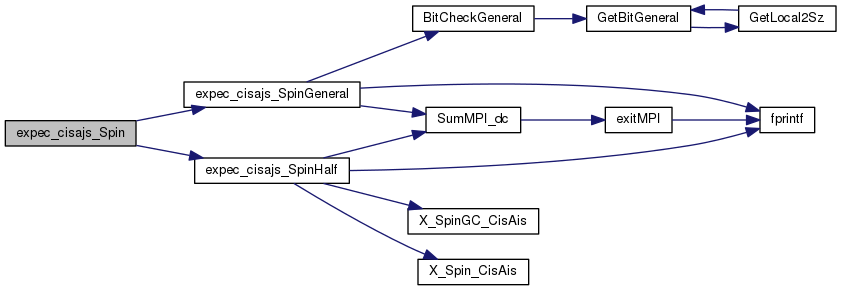 BitCheckGeneral
GetBitGeneral
GetLocal2Sz
expec_cisajs_SpinGeneral
SumMPI_dc
exitMPI
fprintf
expec_cisajs_Spin
expec_cisajs_SpinHalf
X_SpinGC_CisAis
X_Spin_CisAis